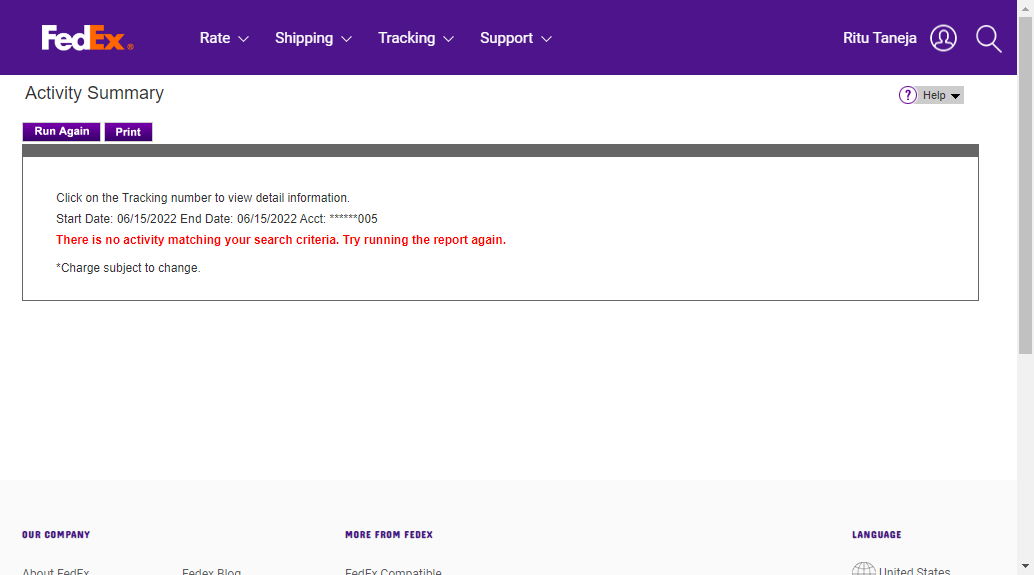 FedEx®
Rate Shipping Tracking Support Ritu Taneja
Activity Summary
? Help
Run Again Print
Click on the Tracking number to view detail information.
Start Date: 06/15/2022 End Date: 06/15/2022 Acct: ******005
There is no activity matching your search criteria. Try running the report again.
*Charge subject to change.
OUR COMPANY MORE FROM FEDEX LANGUAGE
About FedEx Fedex Blog FedEx Compatible United States